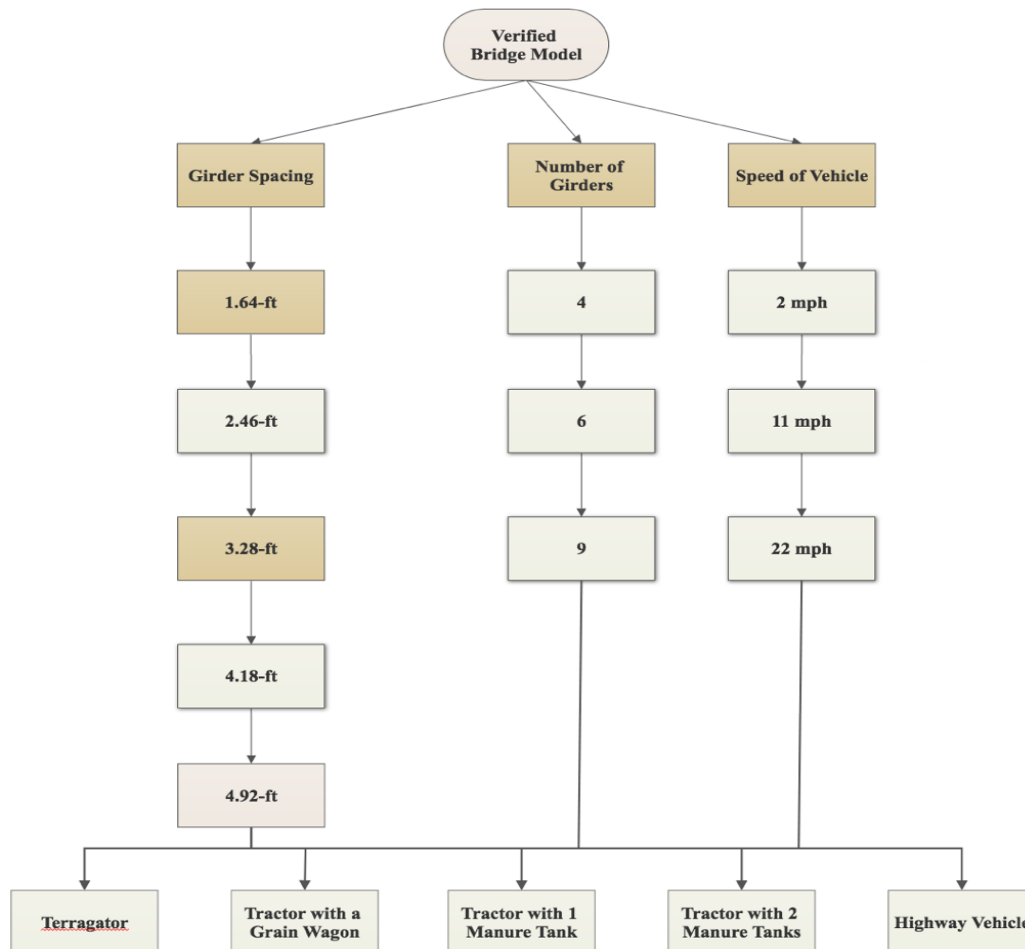 Verified
Bridge Model
Girder Spacing
Number of
Girders
Speed of Vehicle
1.64-ft
4
2 mph
2.46-ft
6
11 mph
3.28-ft
9
22 mph
4.18-ft
4.92-ft
Terragator
Tractor with a
Grain Wagon
Tractor with 1
Manure Tank
Tractor with 2
Manure Tanks
Highway Vehicle